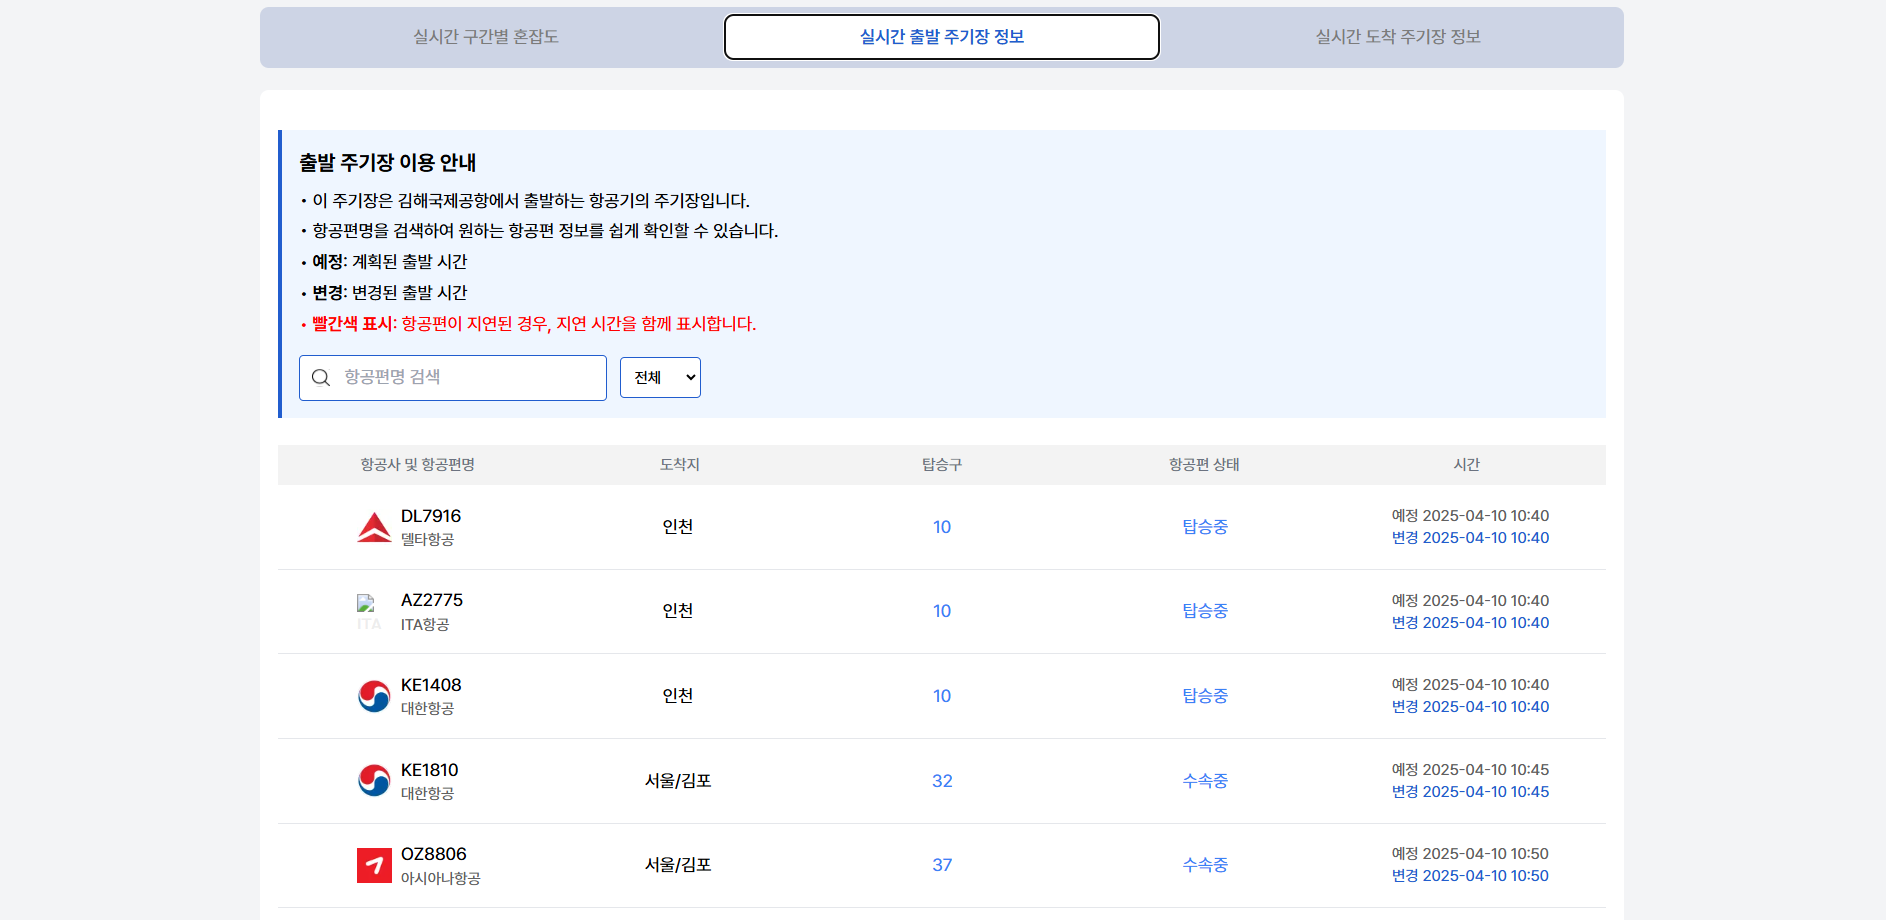 실시간 구간별 혼잡도
실시간 출발 주기장 정보
실시간 도착 주기장 정보
출발 주기장 이용 안내
• 이 주기장은 김해국제공항에서 출발하는 항공기의 주기장입니다.
• 항공편명을 검색하여 원하는 항공편 정보를 쉽게 확인할 수 있습니다.
• 예정: 계획된 출발 시간
• 변경: 변경된 출발 시간
• 빨간색 표시: 항공편이 지연된 경우, 지연 시간을 함께 표시합니다.
항공편명 검색
전체
항공사 및 항공편명 도착지 탑승구 항공편 상태 시간
DL7916
델타항공
인천
10
탑승중
예정 2025-04-10 10:40
변경 2025-04-10 10:40
ITA
AZ2775
ITA항공
인천
10
탑승중
예정 2025-04-10 10:40
변경 2025-04-10 10:40
KE1408
대한항공
인천
10
탑승중
예정 2025-04-10 10:40
변경 2025-04-10 10:40
KE1810
대한항공
서울/김포
32
수속중
예정 2025-04-10 10:45
변경 2025-04-10 10:45
OZ8806
아시아나항공
서울/김포
37
수속중
예정 2025-04-10 10:50
변경 2025-04-10 10:50